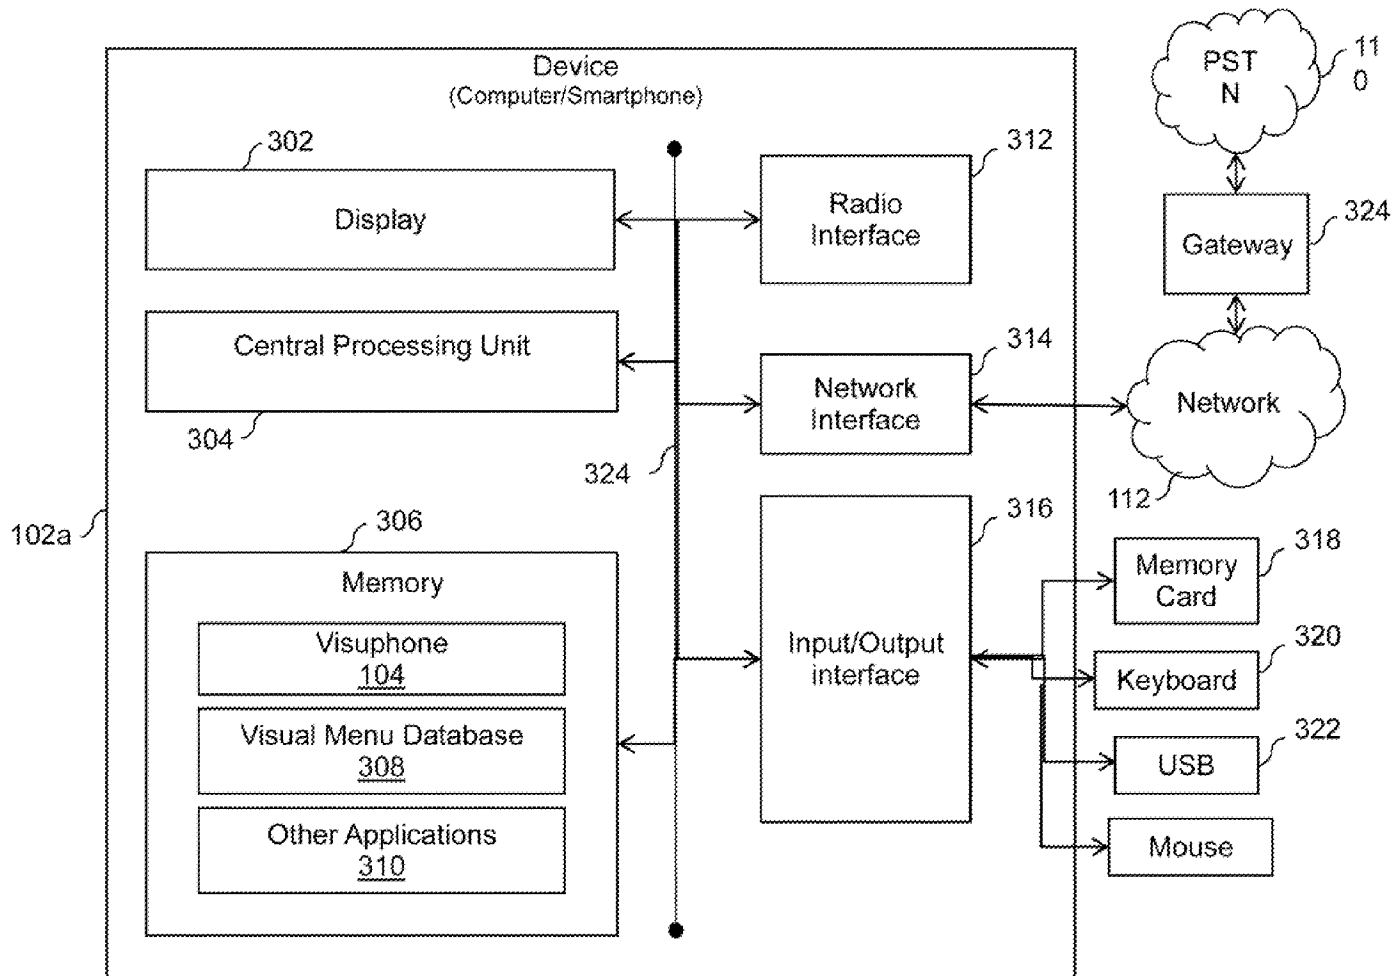 Device
(Computer/Smartphone)
PST
N
11
0
302
Display
312
Radio
Interface
324
Gateway
Central Processing Unit
304
314
Network
Interface
Network
112
324
102a
306
Memory
Visuphone
104
Visual Menu Database
308
Other Applications
310
316
Input/Output
interface
318
Memory
Card
320
Keyboard
322
USB
Mouse